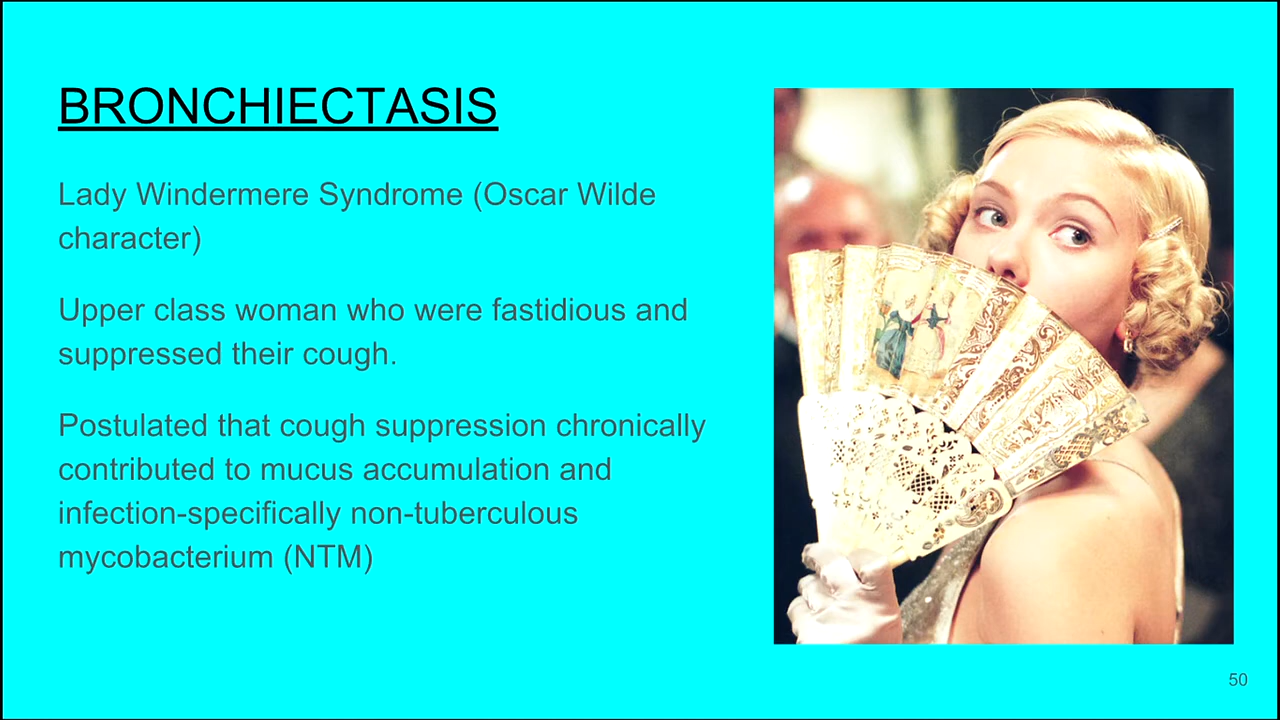 BRONCHIECTASIS
Lady Windermere Syndrome (Oscar Wilde
character)
Upper class woman who were fastidious and
suppressed their cough.
Postulated that cough suppression chronically
contributed to mucus accumulation and
infection-specifically non-tuberculous
mycobacterium (NTM)
50